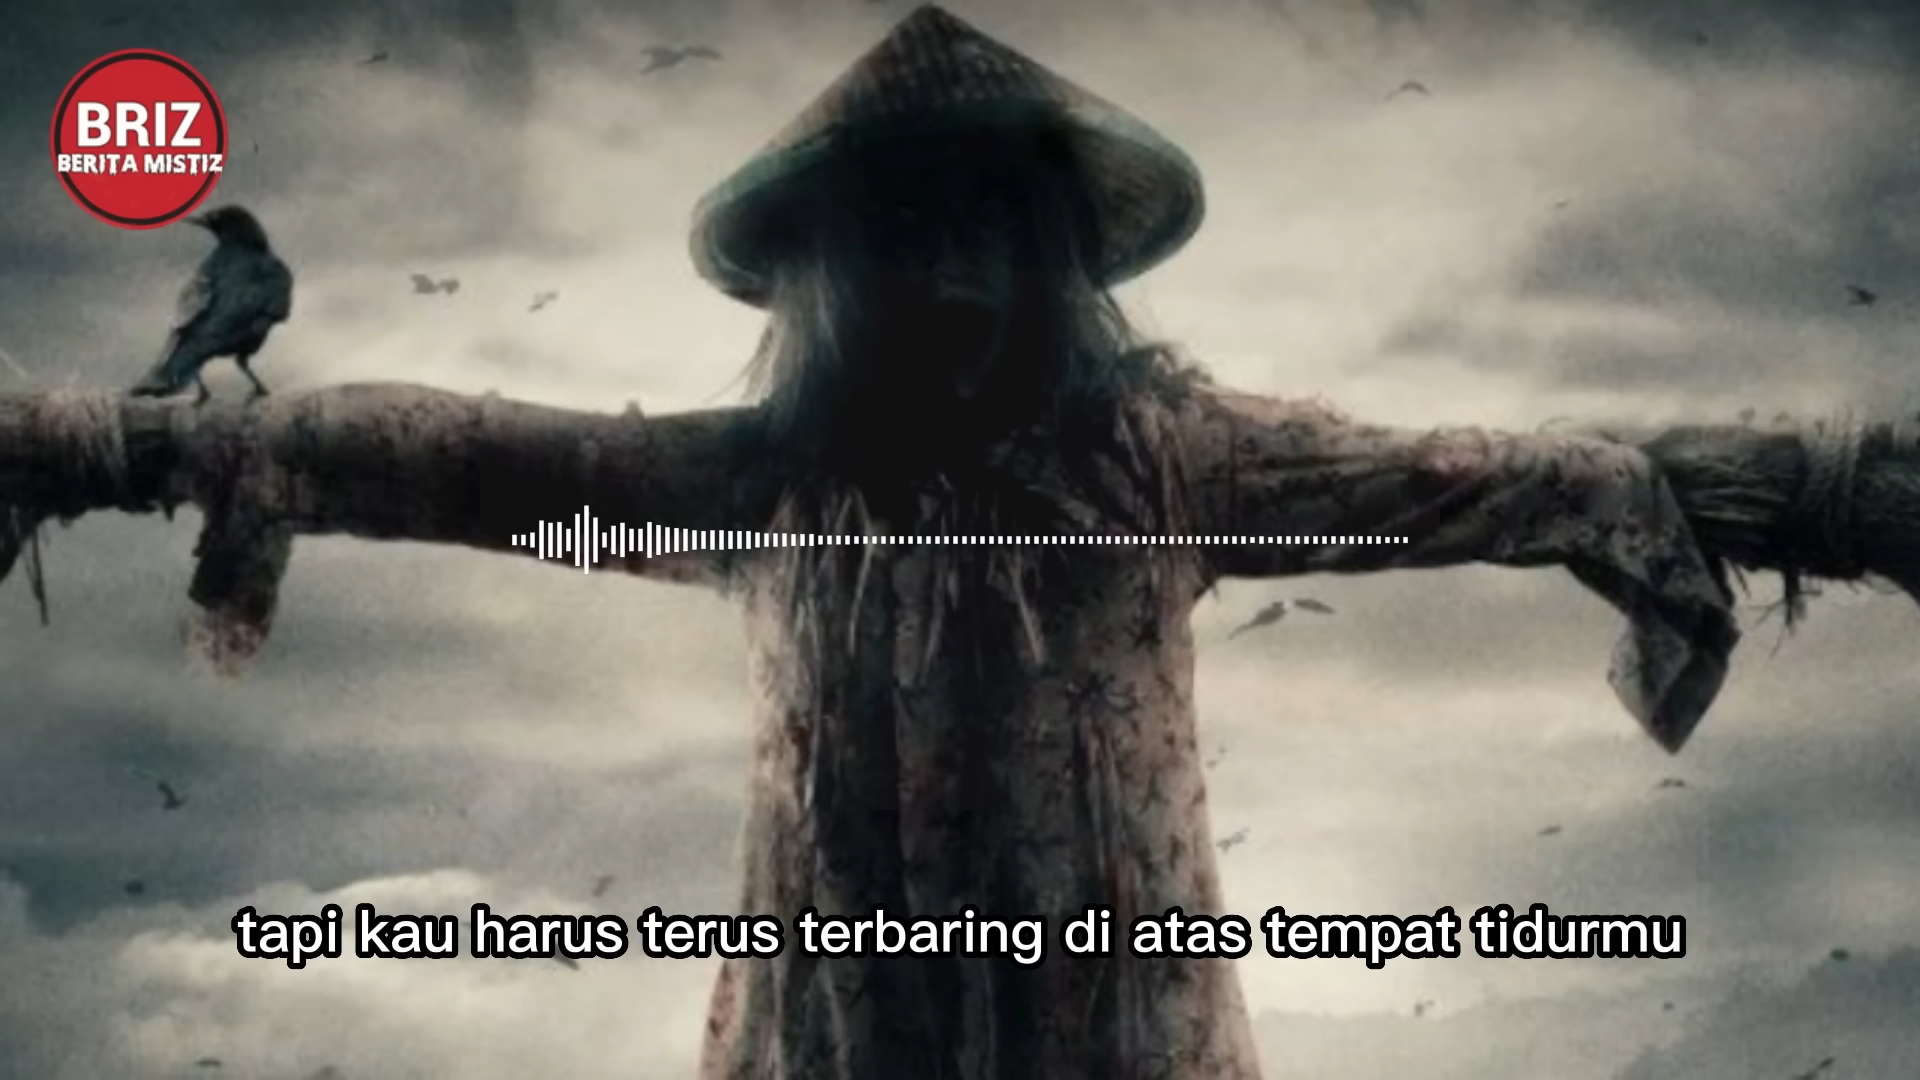 BRIZ
BERITA MISTIZ
tapi kau harus terus terbaring di atas tempat tidurmu